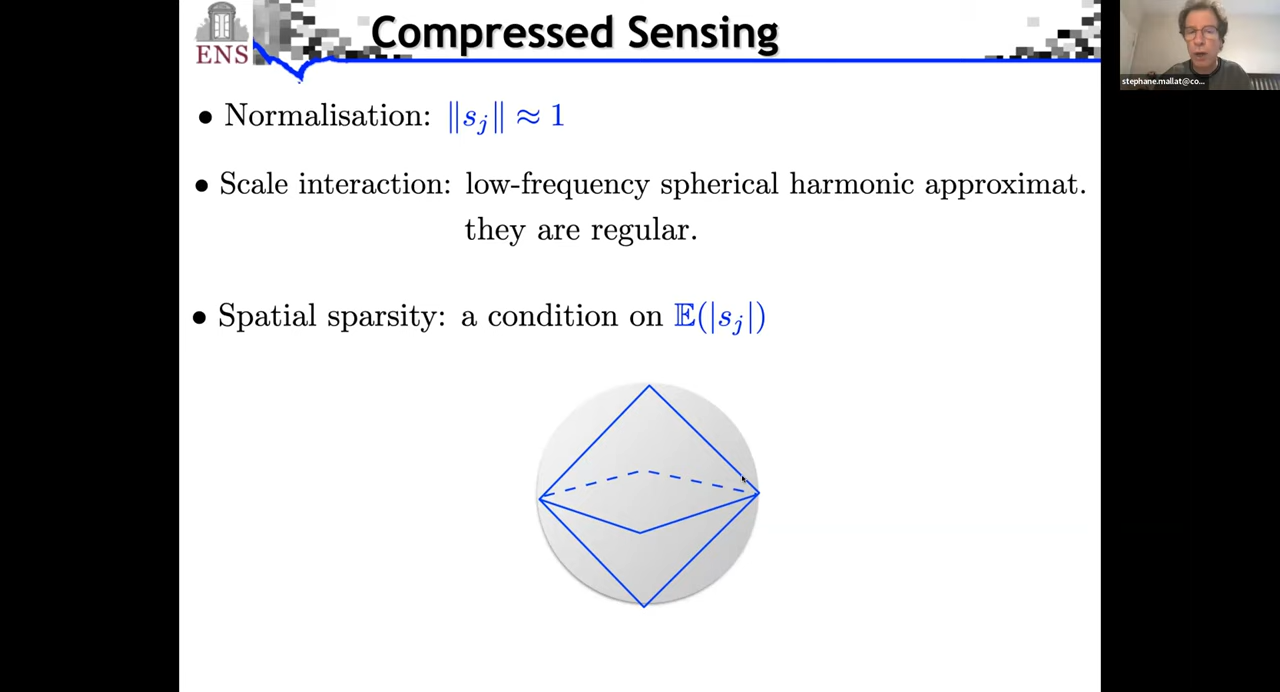 Compressed Sensing
ENS
stephane.mallat@co...
• Normalisation: ‖s_j‖ ≈ 1
• Scale interaction: low-frequency spherical harmonic approximat.
they are regular.
• Spatial sparsity: a condition on 𝔼(|s_j|)